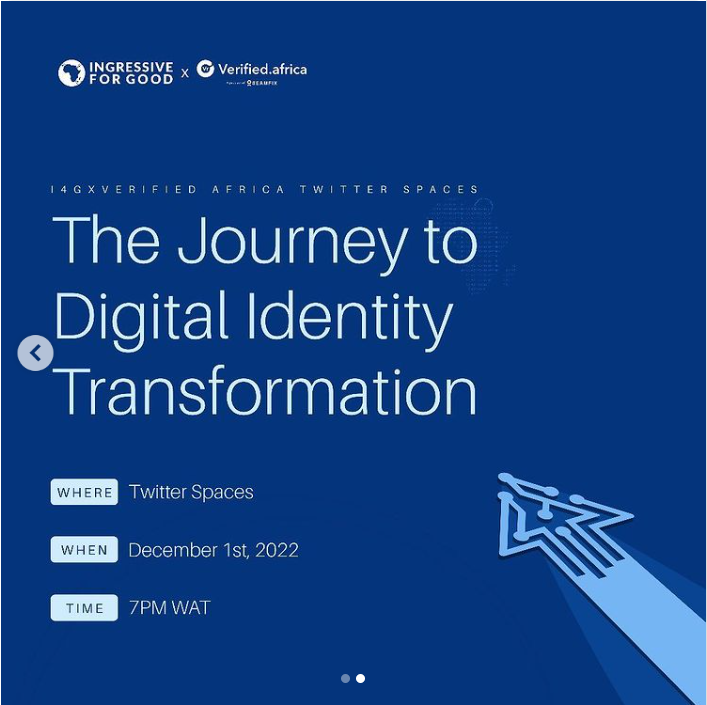 INGRESSIVE
FOR GOOD
x
Verified.africa
SEAMFIX
I4GXVERIFIED AFRICA TWITTER SPACES
The Journey to
Digital Identity
Transformation
WHERE Twitter Spaces
WHEN December 1st, 2022
TIME 7PM WAT